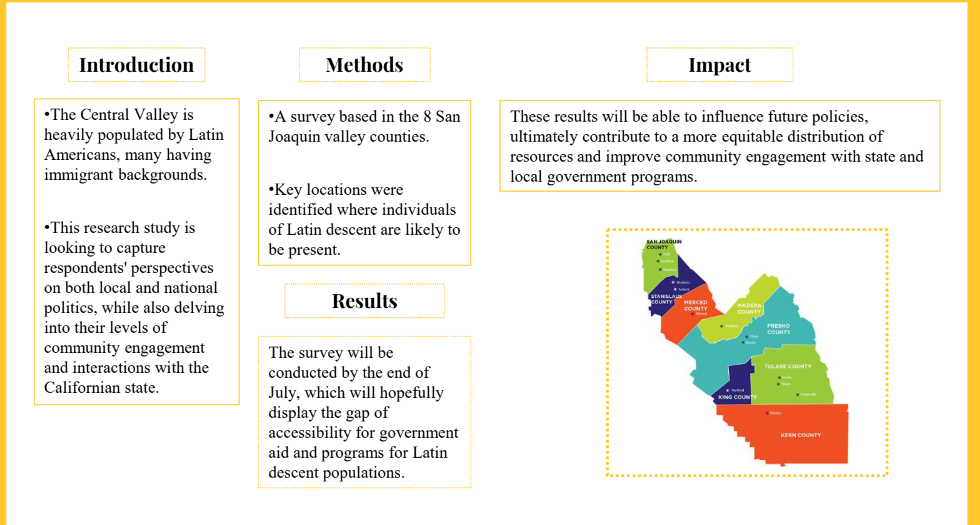 Introduction
•The Central Valley is
heavily populated by Latin
Americans, many having
immigrant backgrounds.
•This research study is
looking to capture
respondents' perspectives
on both local and national
politics, while also delving
into their levels of
community engagement
and interactions with the
Californian state.
Methods
•A survey based in the 8 San
Joaquin valley counties.
•Key locations were
identified where individuals
of Latin descent are likely to
be present.
Results
The survey will be
conducted by the end of
July, which will hopefully
display the gap of
accessibility for government
aid and programs for Latin
descent populations.
Impact
These results will be able to influence future policies,
ultimately contribute to a more equitable distribution of
resources and improve community engagement with state and
local government programs.
SAN JOAQUIN
COUNTY
STANISLAUS
COUNTY
MERCED
COUNTY
MADERA
COUNTY
FRESNO
COUNTY
TULARE COUNTY
KING COUNTY
KERN COUNTY